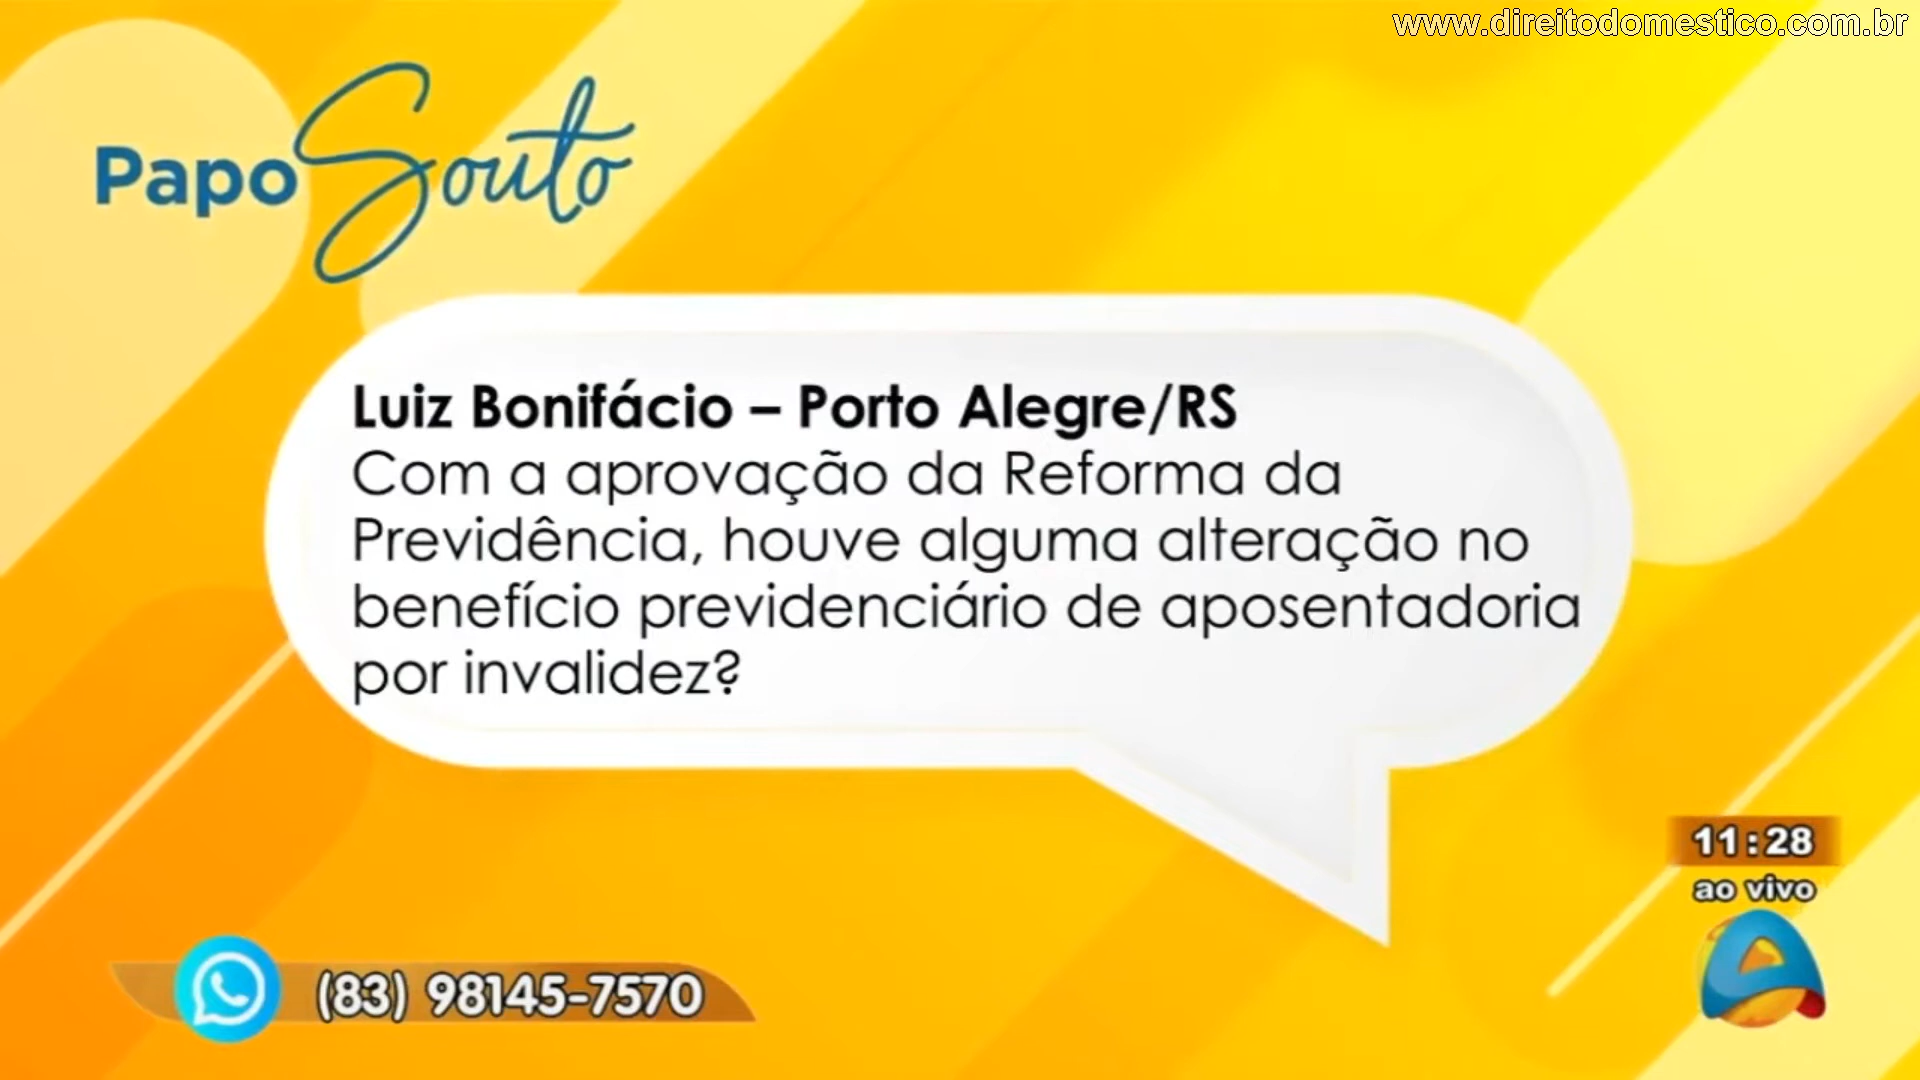 www.direitodomestico.com.br
Papo Souto
Luiz Bonifácio – Porto Alegre/RS
Com a aprovação da Reforma da
Previdência, houve alguma alteração no
benefício previdenciário de aposentadoria
por invalidez?
11:28
ao vivo
(83) 98145-7570